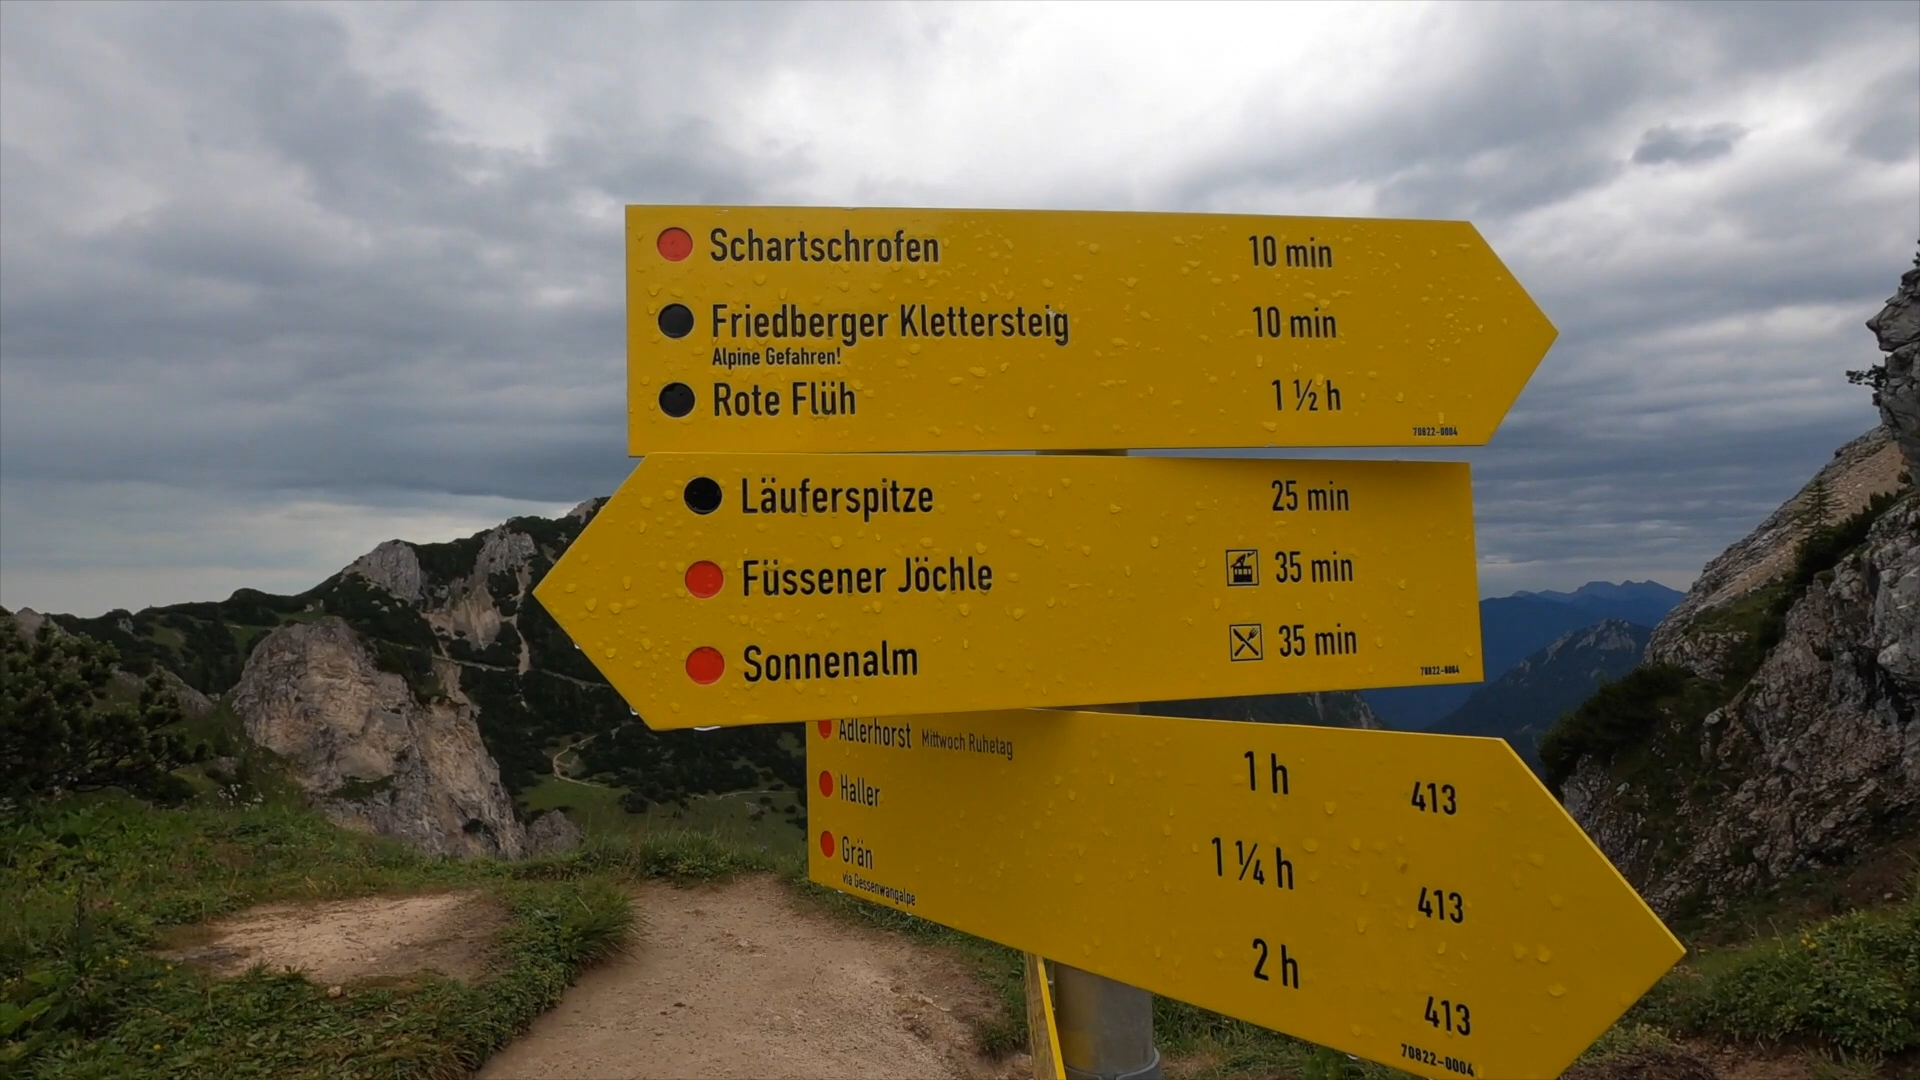 Schartschrofen 10 min
Friedberger Klettersteig 10 min
Alpine Gefahren!
Rote Flüh 1 ½ h
70822-0004
Läuferspitze 25 min
Füssener Jöchle 35 min
Sonnenalm 35 min
70822-0004
Adlerhorst Mittwoch Ruhetag 1 h 413
Haller 1 ¼ h 413
Grän 2 h 413
via Gessenwangalpe
70822-0004